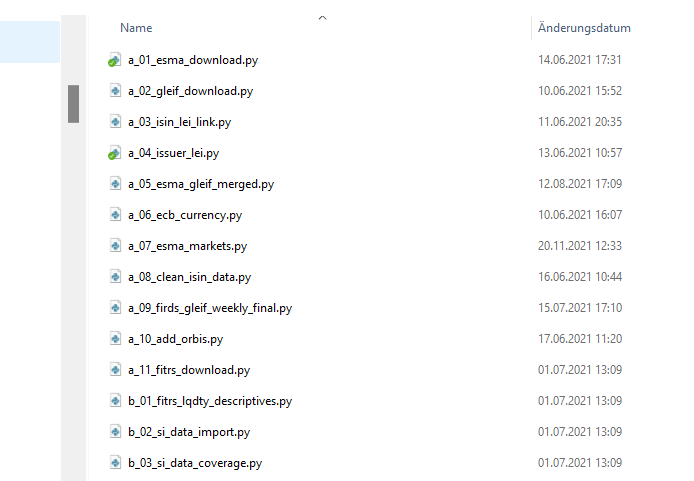 Name Änderungsdatum
a_01_esma_download.py 14.06.2021 17:31
a_02_gleif_download.py 10.06.2021 15:52
a_03_isin_lei_link.py 11.06.2021 20:35
a_04_issuer_lei.py 13.06.2021 10:57
a_05_esma_gleif_merged.py 12.08.2021 17:09
a_06_ecb_currency.py 10.06.2021 16:07
a_07_esma_markets.py 20.11.2021 12:33
a_08_clean_isin_data.py 16.06.2021 10:44
a_09_firds_gleif_weekly_final.py 15.07.2021 17:10
a_10_add_orbis.py 17.06.2021 11:20
a_11_fitrs_download.py 01.07.2021 13:09
b_01_fitrs_lqdty_descriptives.py 01.07.2021 13:09
b_02_si_data_import.py 01.07.2021 13:09
b_03_si_data_coverage.py 01.07.2021 13:09